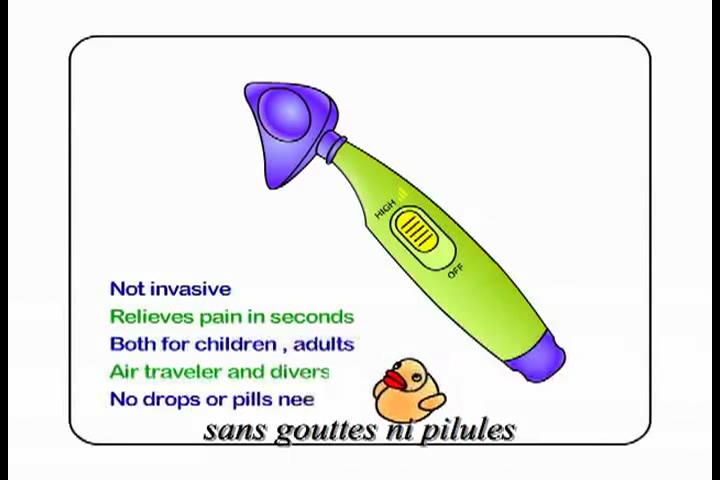 HIGH
OFF
Not invasive
Relieves pain in seconds
Both for children , adults
Air traveler and divers
No drops or pills nee
sans gouttes ni pilules